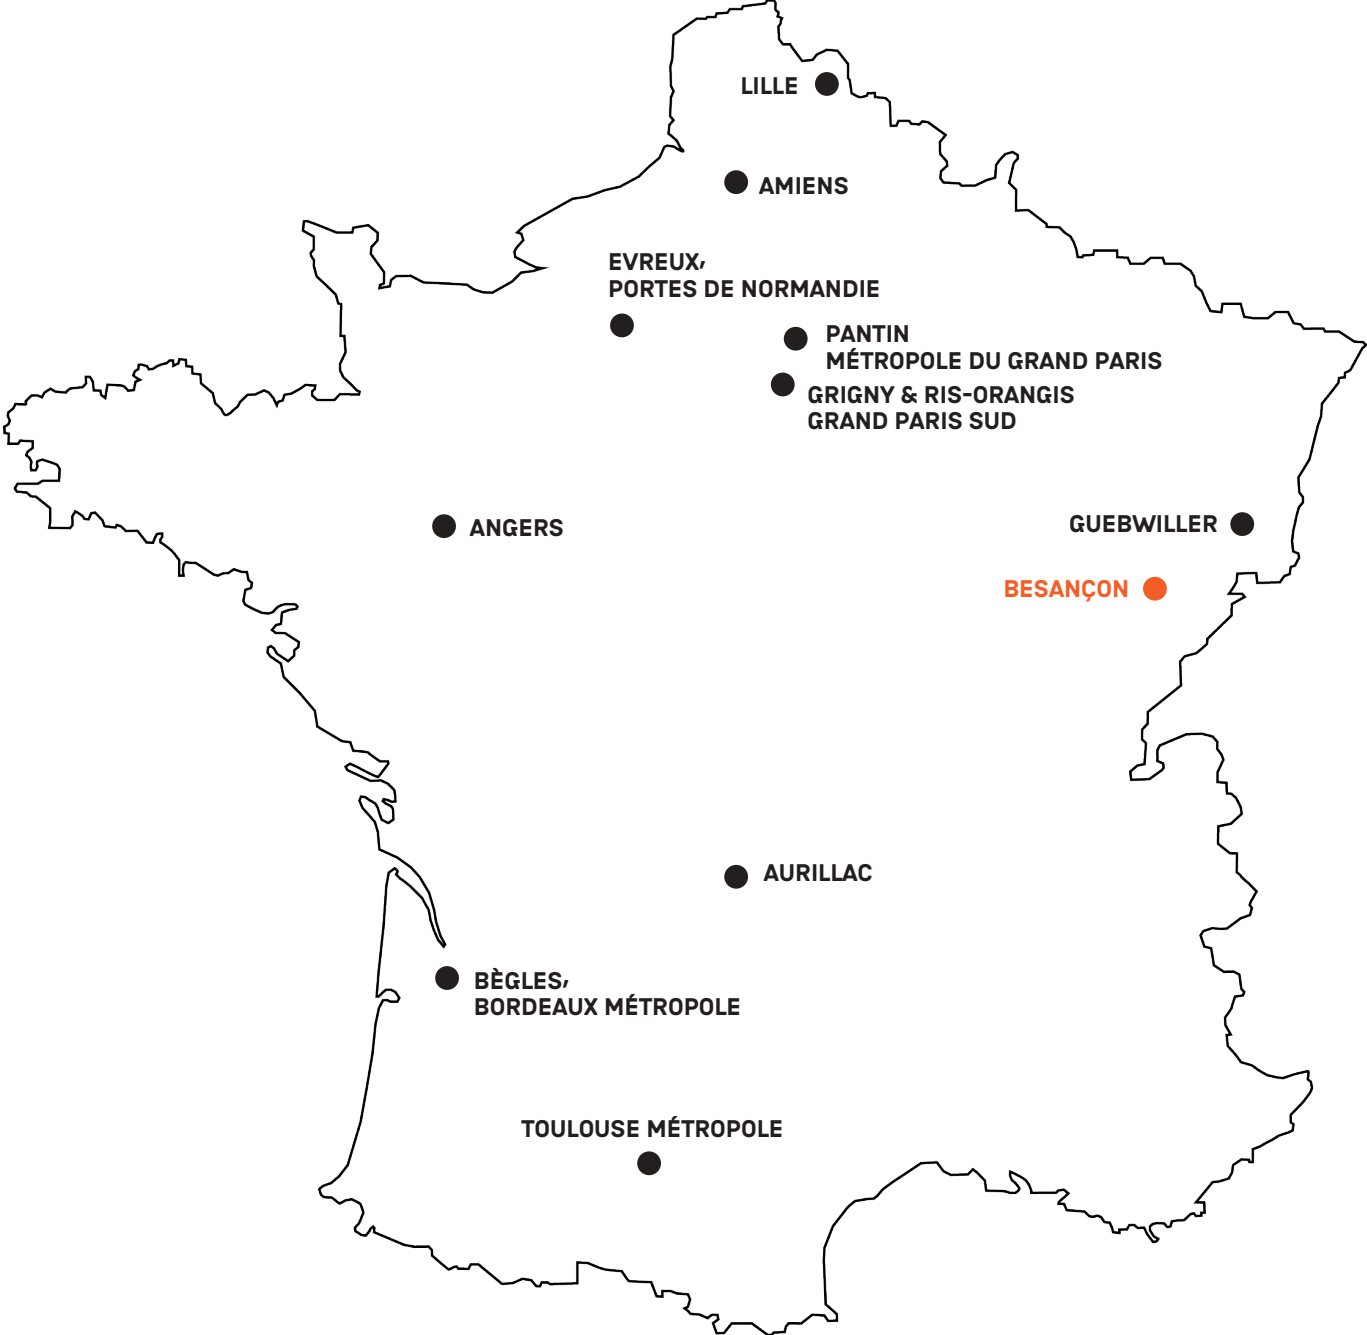 LILLE
AMIENS
EVREUX,
PORTES DE NORMANDIE
PANTIN
MÉTROPOLE DU GRAND PARIS
GRIGNY & RIS-ORANGIS
GRAND PARIS SUD
ANGERS
GUEBWILLER
BESANÇON
AURILLAC
BÈGLES,
BORDEAUX MÉTROPOLE
TOULOUSE MÉTROPOLE